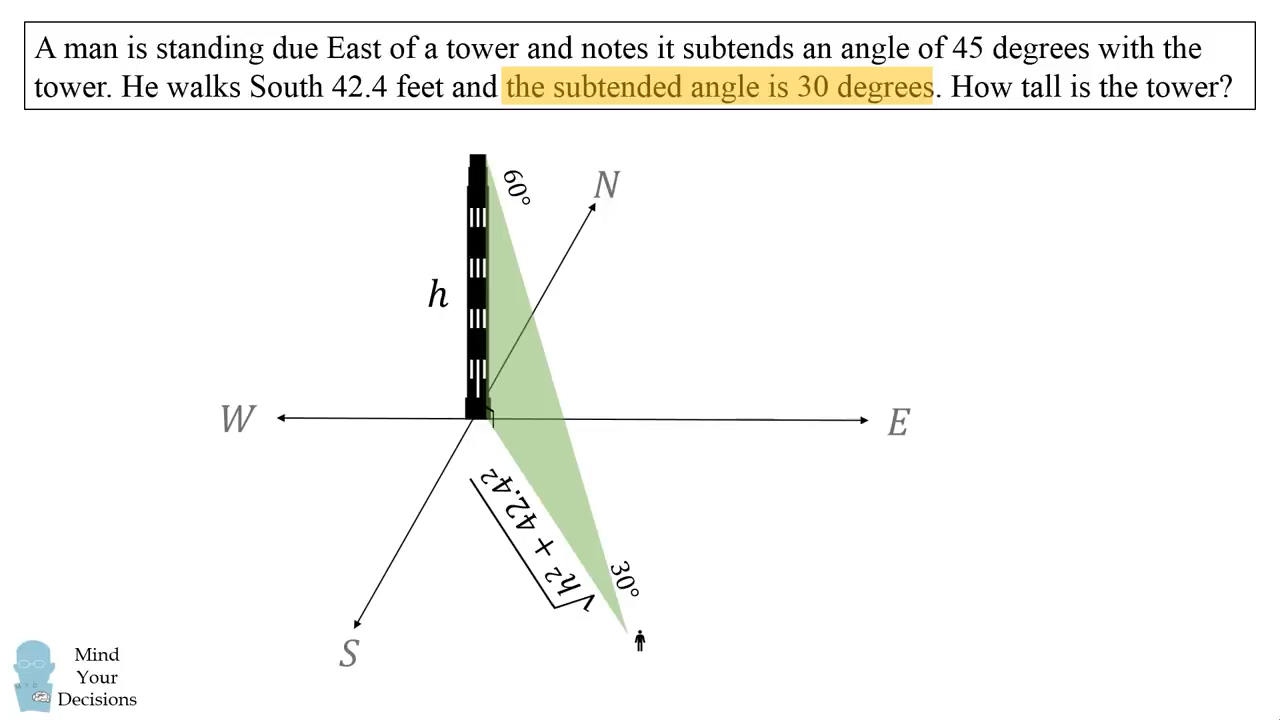 A man is standing due East of a tower and notes it subtends an angle of 45 degrees with the
tower. He walks South 42.4 feet and the subtended angle is 30 degrees. How tall is the tower?
60°
N
h
W
E
√h² + 42.4²
30°
S
Mind
Your
Decisions
M Y D